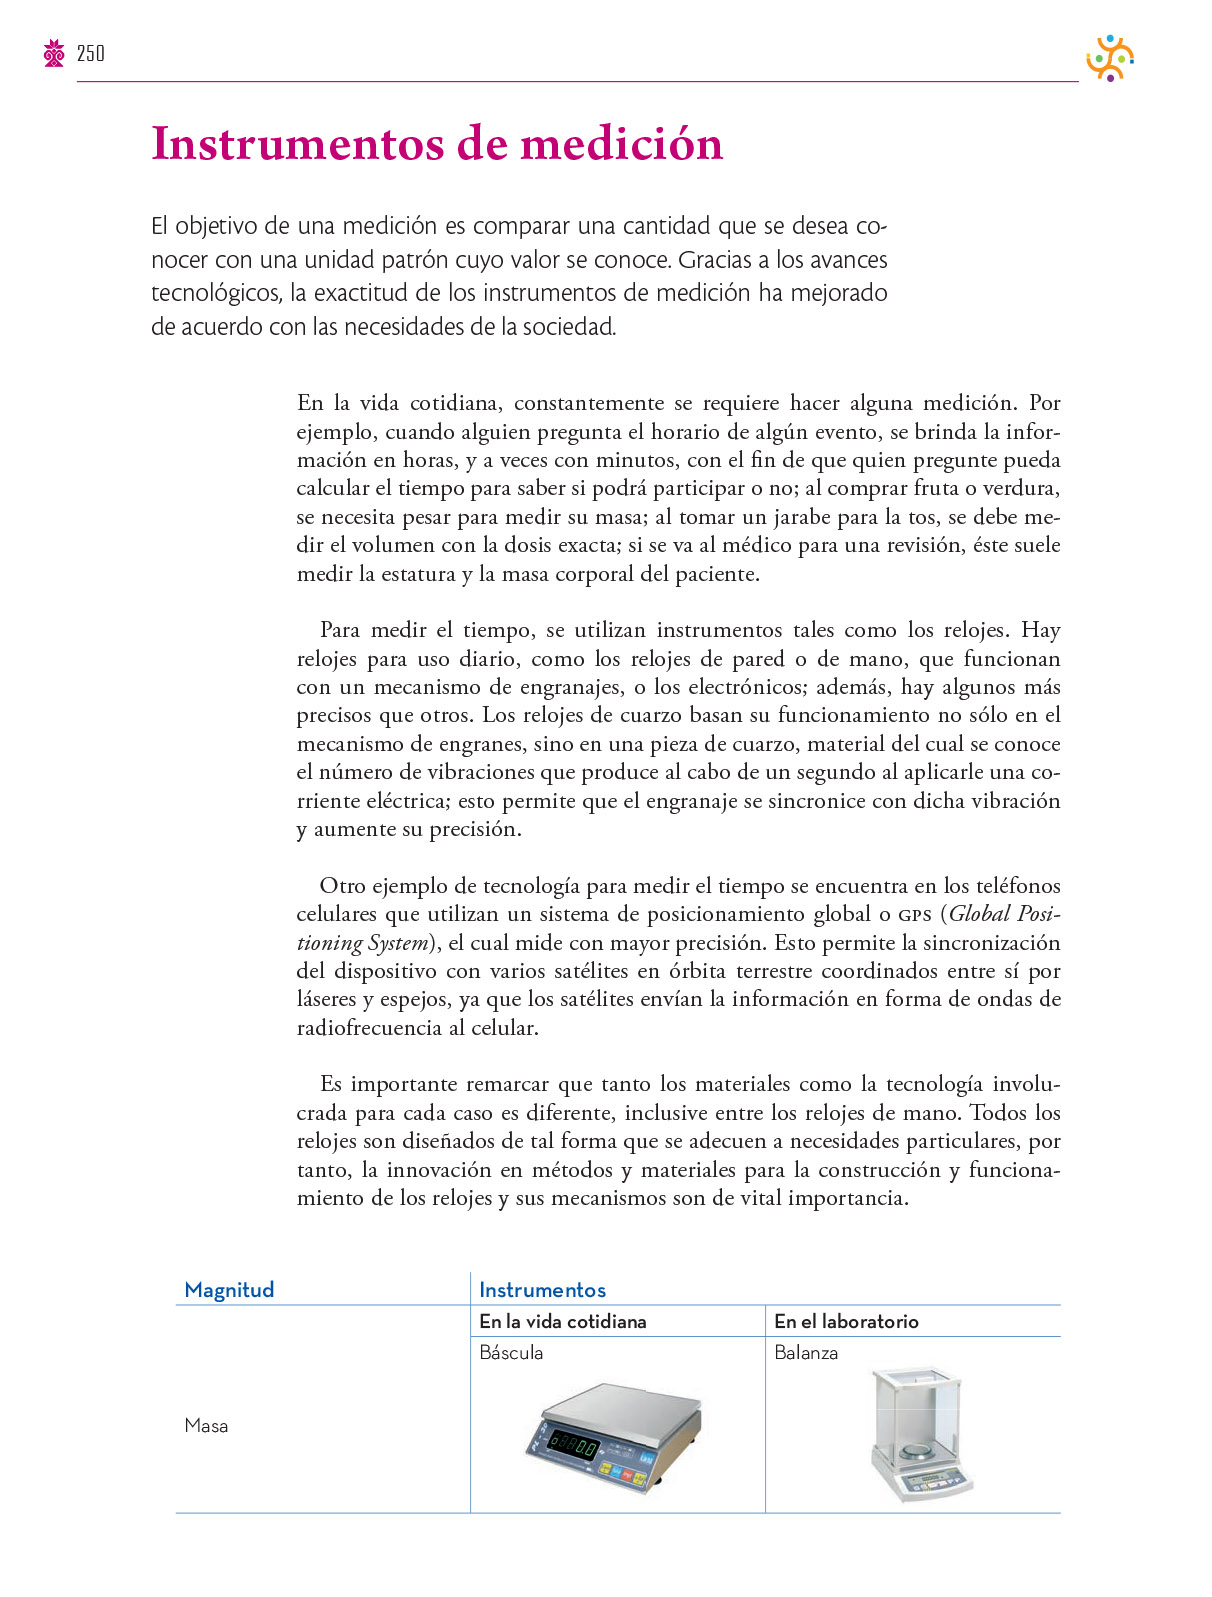 250
Instrumentos de medición
El objetivo de una medición es comparar una cantidad que se desea co-
nocer con una unidad patrón cuyo valor se conoce. Gracias a los avances
tecnológicos, la exactitud de los instrumentos de medición ha mejorado
de acuerdo con las necesidades de la sociedad.
En la vida cotidiana, constantemente se requiere hacer alguna medición. Por
ejemplo, cuando alguien pregunta el horario de algún evento, se brinda la infor-
mación en horas, y a veces con minutos, con el fin de que quien pregunte pueda
calcular el tiempo para saber si podrá participar o no; al comprar fruta o verdura,
se necesita pesar para medir su masa; al tomar un jarabe para la tos, se debe me-
dir el volumen con la dosis exacta; si se va al médico para una revisión, éste suele
medir la estatura y la masa corporal del paciente.
Para medir el tiempo, se utilizan instrumentos tales como los relojes. Hay
relojes para uso diario, como los relojes de pared o de mano, que funcionan
con un mecanismo de engranajes, o los electrónicos; además, hay algunos más
precisos que otros. Los relojes de cuarzo basan su funcionamiento no sólo en el
mecanismo de engranes, sino en una pieza de cuarzo, material del cual se conoce
el número de vibraciones que produce al cabo de un segundo al aplicarle una co-
rriente eléctrica; esto permite que el engranaje se sincronice con dicha vibración
y aumente su precisión.
Otro ejemplo de tecnología para medir el tiempo se encuentra en los teléfonos
celulares que utilizan un sistema de posicionamiento global o GPS (Global Posi-
tioning System), el cual mide con mayor precisión. Esto permite la sincronización
del dispositivo con varios satélites en órbita terrestre coordinados entre sí por
láseres y espejos, ya que los satélites envían la información en forma de ondas de
radiofrecuencia al celular.
Es importante remarcar que tanto los materiales como la tecnología involu-
crada para cada caso es diferente, inclusive entre los relojes de mano. Todos los
relojes son diseñados de tal forma que se adecuen a necesidades particulares, por
tanto, la innovación en métodos y materiales para la construcción y funciona-
miento de los relojes y sus mecanismos son de vital importancia.
Magnitud
Instrumentos
En la vida cotidiana
En el laboratorio
Báscula
Balanza
Masa